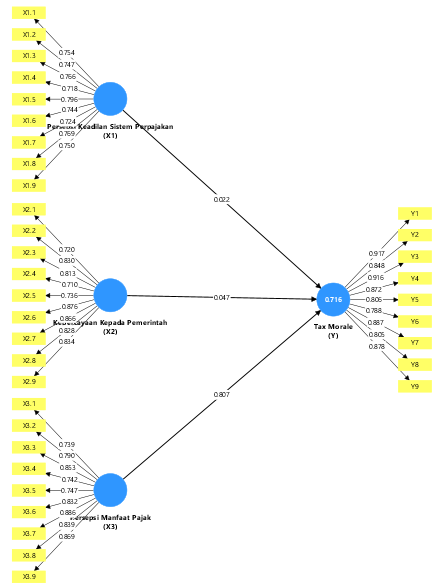 X1.1
X1.2
X1.3
X1.4
X1.5
X1.6
X1.7
X1.8
X1.9
0.754
0.747
0.766
0.718
0.796
0.744
0.724
0.769
0.750
Keadilan Sistem Perpajakan
(X1)
0.022
X2.1
X2.2
X2.3
X2.4
X2.5
X2.6
X2.7
X2.8
X2.9
0.720
0.830
0.813
0.710
0.736
0.876
0.866
0.828
0.834
Kepada Pemerintah
(X2)
0.047
X3.1
X3.2
X3.3
X3.4
X3.5
X3.6
X3.7
X3.8
X3.9
0.739
0.790
0.853
0.742
0.747
0.832
0.886
0.839
0.869
Persepsi Manfaat Pajak
(X3)
0.807
0.716
Tax Morale
(Y)
0.917
0.848
0.916
0.872
0.806
0.788
0.887
0.805
0.878
Y1
Y2
Y3
Y4
Y5
Y6
Y7
Y8
Y9